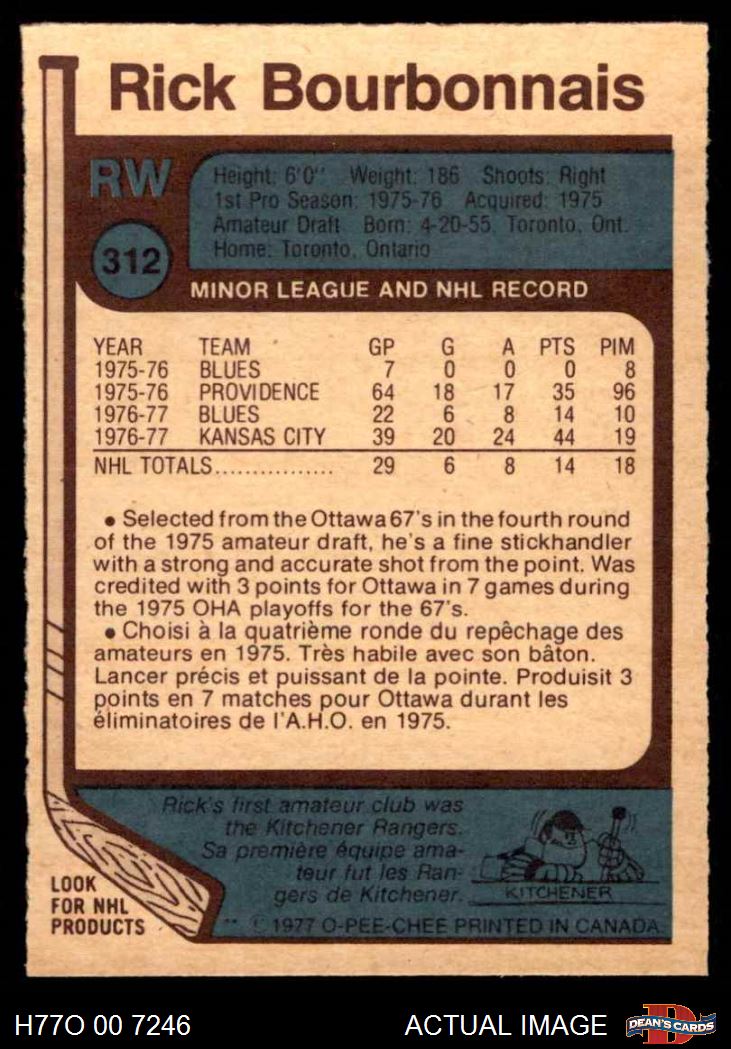 Rick Bourbonnais
RW
312
Height: 6'0" Weight: 186 Shoots: Right
1st Pro Season: 1975-76 Acquired: 1975
Amateur Draft Born: 4-20-55, Toronto, Ont.
Home: Toronto, Ontario
MINOR LEAGUE AND NHL RECORD
YEAR TEAM GP G A PTS PIM
1975-76 BLUES 7 0 0 0 8
1975-76 PROVIDENCE 64 18 17 35 96
1976-77 BLUES 22 6 8 14 10
1976-77 KANSAS CITY 39 20 24 44 19
NHL TOTALS................ 29 6 8 14 18
• Selected from the Ottawa 67's in the fourth round
of the 1975 amateur draft, he's a fine stickhandler
with a strong and accurate shot from the point. Was
credited with 3 points for Ottawa in 7 games during
the 1975 OHA playoffs for the 67's.
• Choisi à la quatrième ronde du repêchage des
amateurs en 1975. Très habile avec son bâton.
Lancer précis et puissant de la pointe. Produisit 3
points en 7 matches pour Ottawa durant les
éliminatoires de l'A.H.O. en 1975.
Rick's first amateur club was
the Kitchener Rangers.
Sa première équipe ama-
teur fut les Ran-
gers de Kitchener.
KITCHENER
LOOK
FOR NHL
PRODUCTS
** © 1977 O-PEE-CHEE PRINTED IN CANADA
H77O 00 7246
ACTUAL IMAGE
D
DEAN'S CARDS